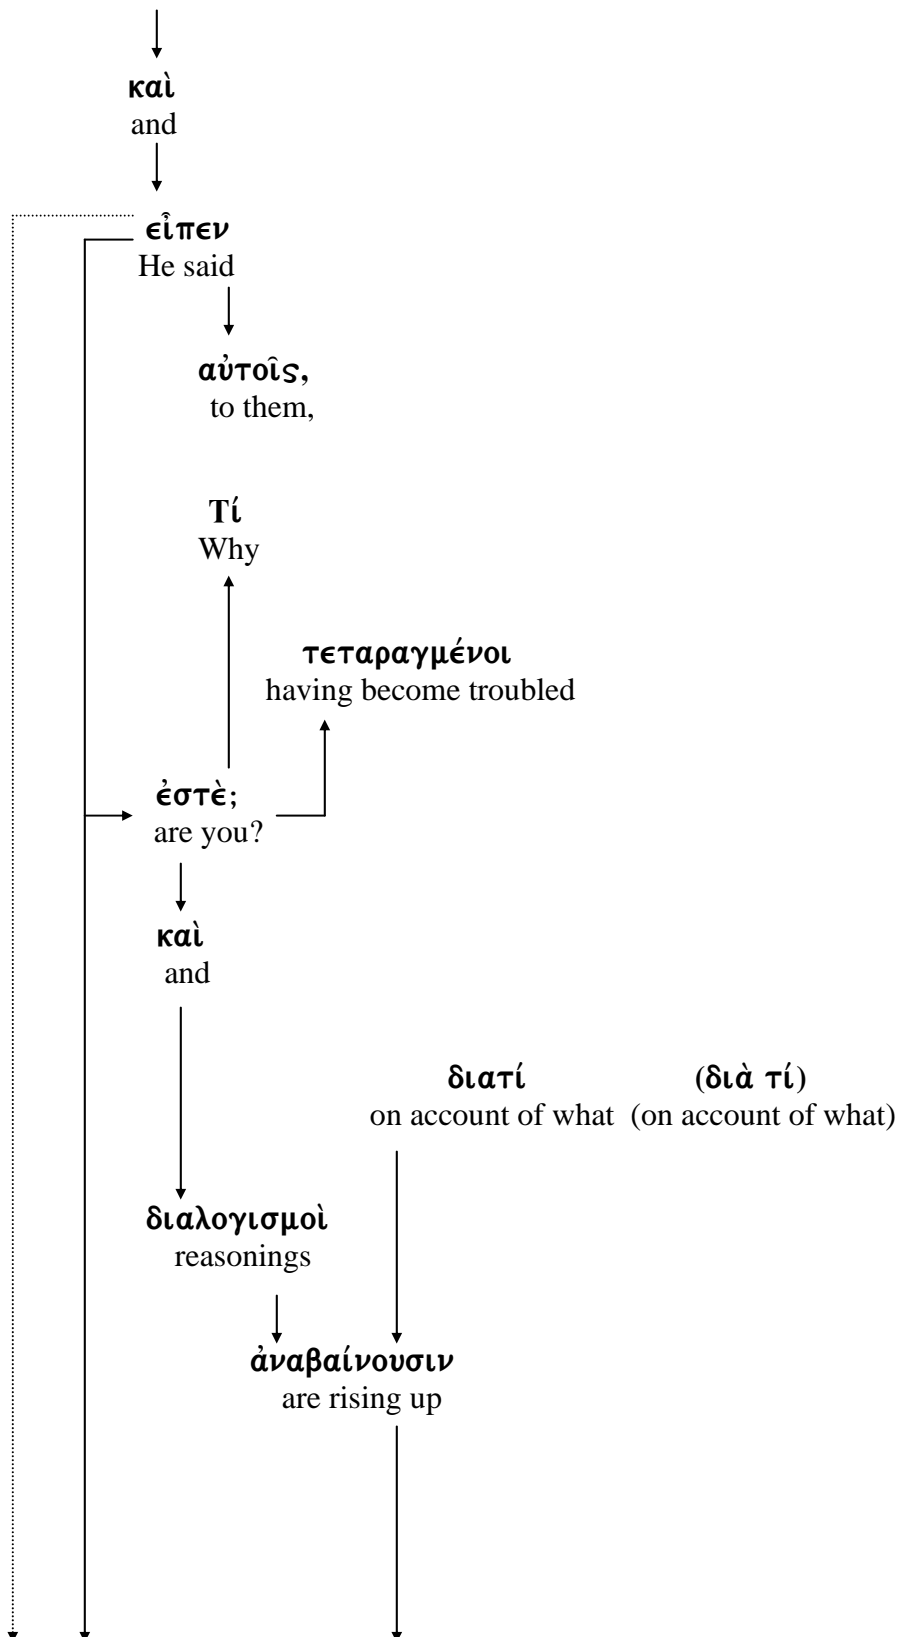 καὶ
and
εἶπεν
He said
αὐτοῖς,
to them,
Τί
Why
τεταραγμένοι
having become troubled
ἐστὲ;
are you?
καὶ
and
διατί (διὰ τί)
on account of what (on account of what)
διαλογισμοὶ
reasonings
ἀναβαίνουσιν
are rising up